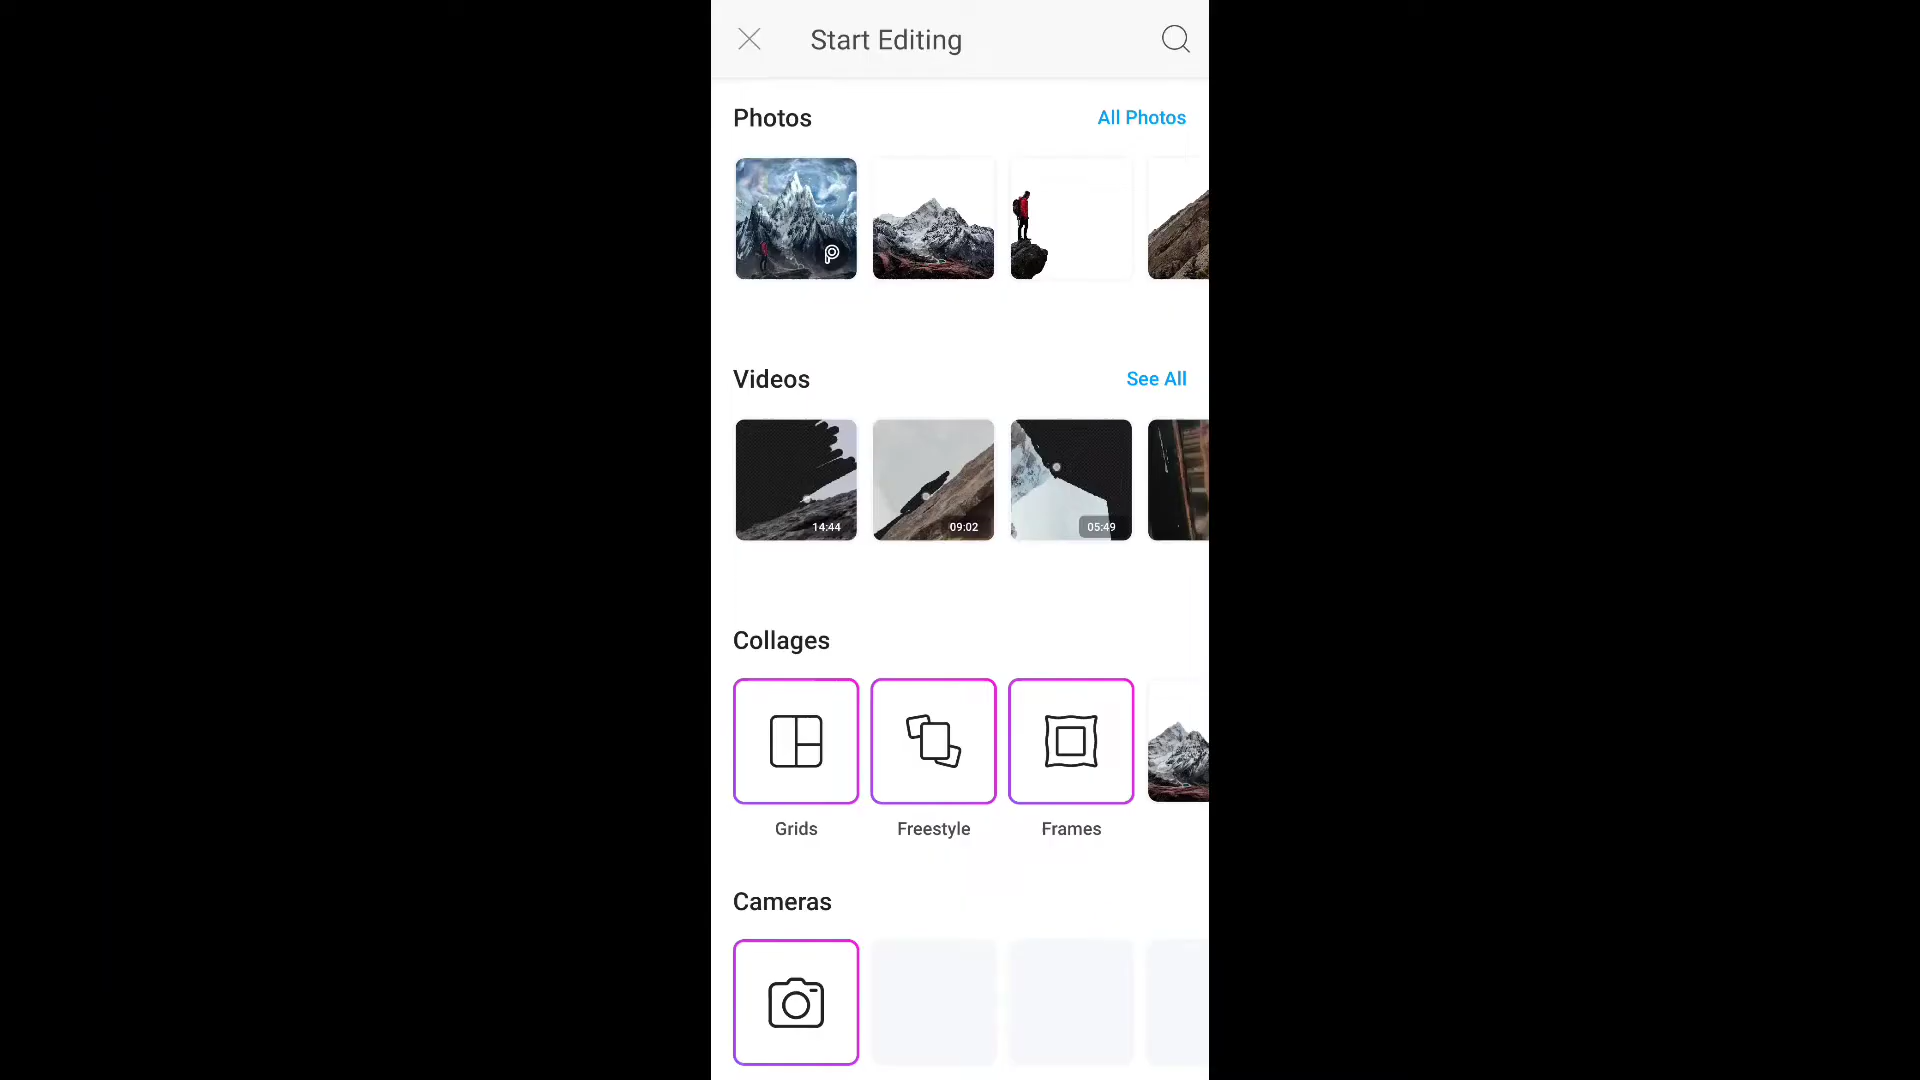 Start Editing
Photos
All Photos
Videos
See All
14:44
09:02
05:49
Collages
Grids
Freestyle
Frames
Cameras